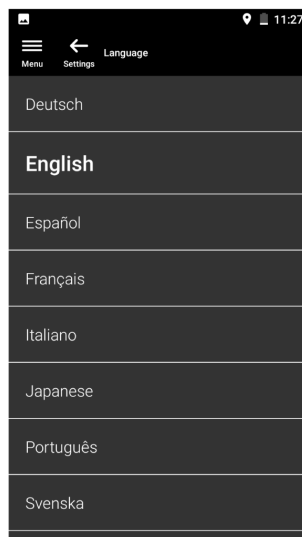 11:27
Menu
Settings
Language
Deutsch
English
Español
Français
Italiano
Japanese
Português
Svenska